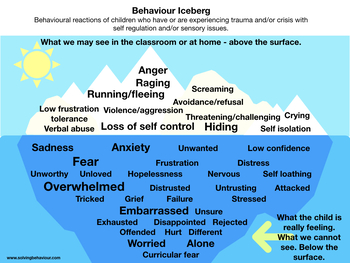 Behaviour Iceberg
Behavioural reactions of children who have or are experiencing trauma and/or crisis with
self regulation and/or sensory issues.
What we may see in the classroom or at home - above the surface.
Anger
Raging
Screaming
Running/fleeing
Avoidance/refusal
Low frustration
tolerance
Violence/aggression
Threatening/challenging
Crying
Verbal abuse
Loss of self control
Hiding
Self isolation
Sadness
Anxiety
Unwanted
Low confidence
Fear
Frustration
Distress
Unworthy
Unloved
Hopelessness
Nervous
Self loathing
Overwhelmed
Distrusted
Untrusting
Attacked
Tricked
Grief
Failure
Stressed
Embarrassed
Unsure
Exhausted
Disappointed
Rejected
Offended
Hurt
Different
Worried
Alone
Curricular fear
What the child is
really feeling.
What we cannot
see. Below the
surface.
www.solvingbehaviour.com